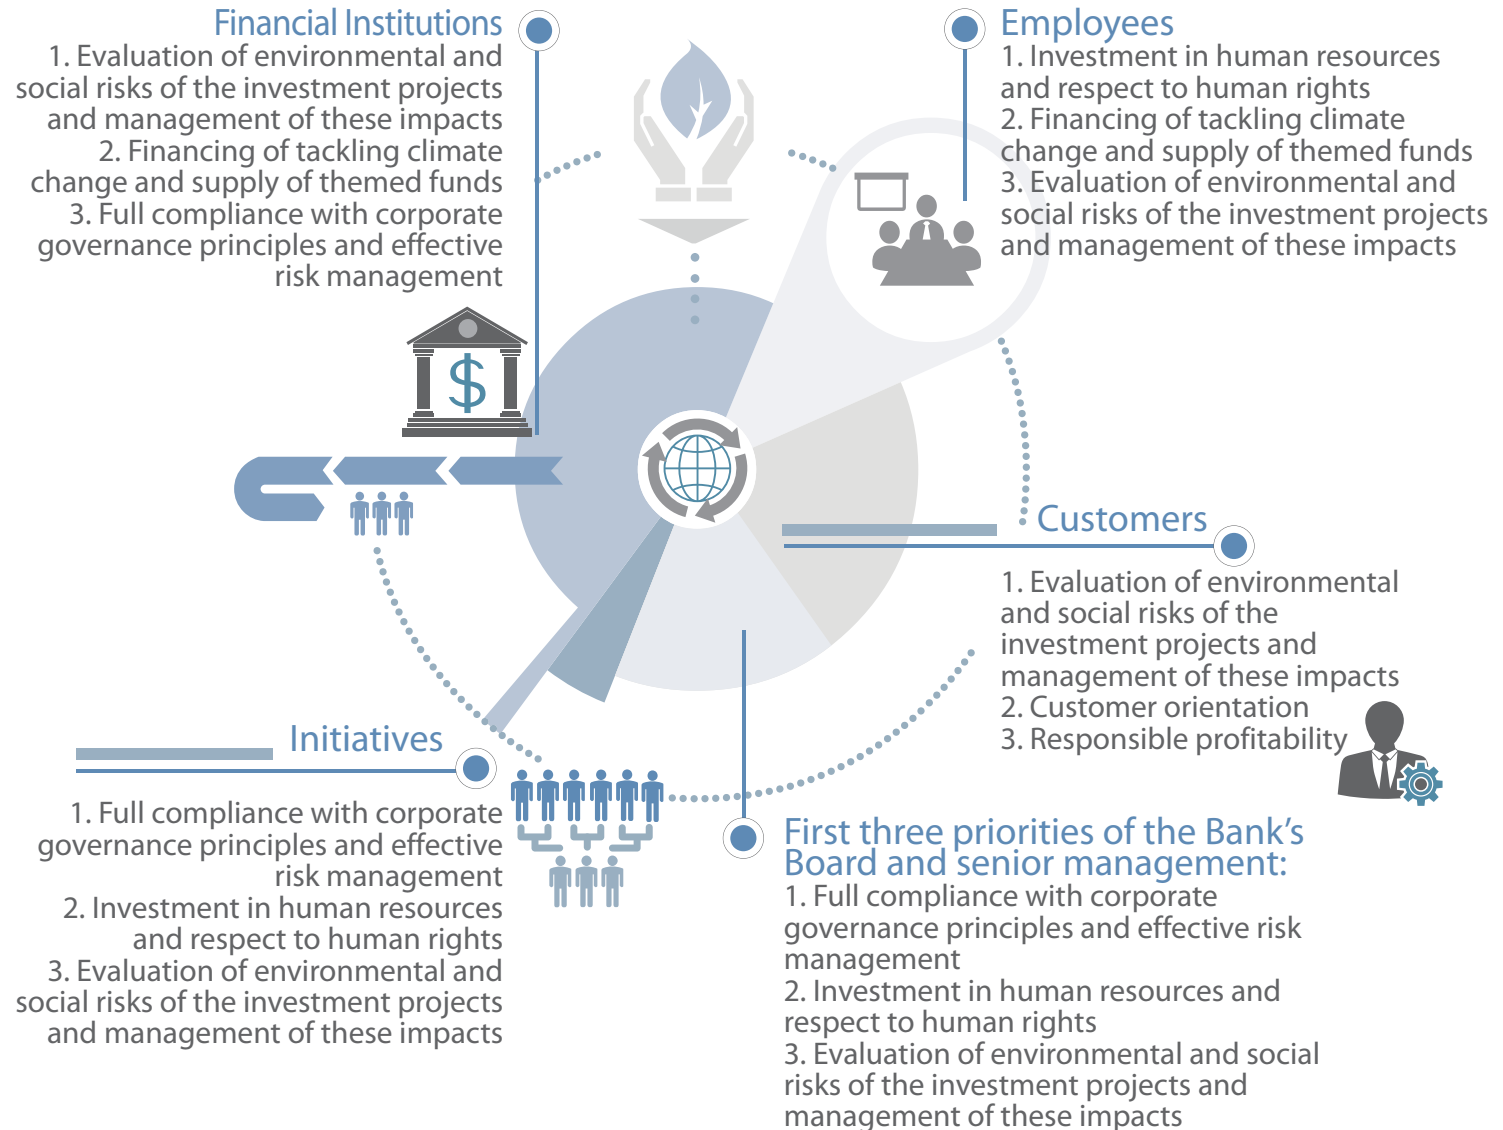 Financial Institutions
1. Evaluation of environmental and
social risks of the investment projects
and management of these impacts
2. Financing of tackling climate
change and supply of themed funds
3. Full compliance with corporate
governance principles and effective
risk management
Employees
1. Investment in human resources
and respect to human rights
2. Financing of tackling climate
change and supply of themed funds
3. Evaluation of environmental and
social risks of the investment projects
and management of these impacts
$
Customers
1. Evaluation of environmental
and social risks of the
investment projects and
management of these impacts
2. Customer orientation
3. Responsible profitability
Initiatives
1. Full compliance with corporate
governance principles and effective
risk management
2. Investment in human resources
and respect to human rights
3. Evaluation of environmental and
social risks of the investment projects
and management of these impacts
First three priorities of the Bank’s
Board and senior management:
1. Full compliance with corporate
governance principles and effective risk
management
2. Investment in human resources and
respect to human rights
3. Evaluation of environmental and social
risks of the investment projects and
management of these impacts